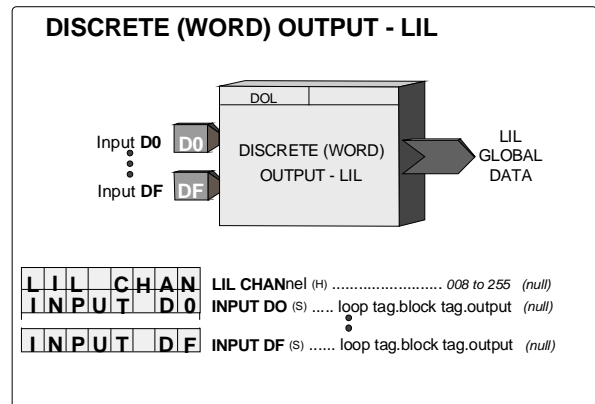 DISCRETE (WORD) OUTPUT - LIL
DOL
Input D0 D0
DISCRETE (WORD)
OUTPUT - LIL
LIL
GLOBAL
DATA
Input DF DF
LIL CHAN LIL CHANnel (H) ......................... 008 to 255 (null)
INPUT D0 INPUT DO (S) ..... loop tag.block tag.output (null)
INPUT DF INPUT DF (S) ...... loop tag.block tag.output (null)